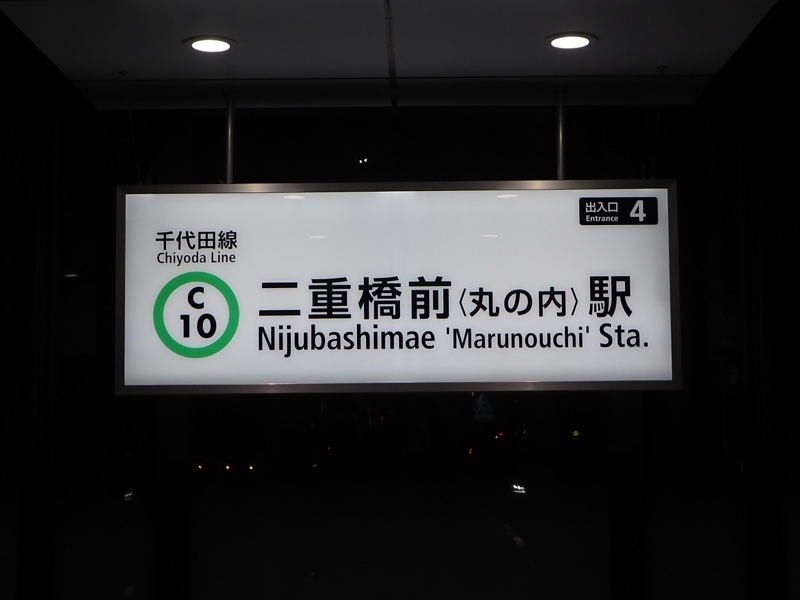 出入口
Entrance
4
千代田線
Chiyoda Line
C
10
二重橋前〈丸の内〉駅
Nijubashimae 'Marunouchi' Sta.